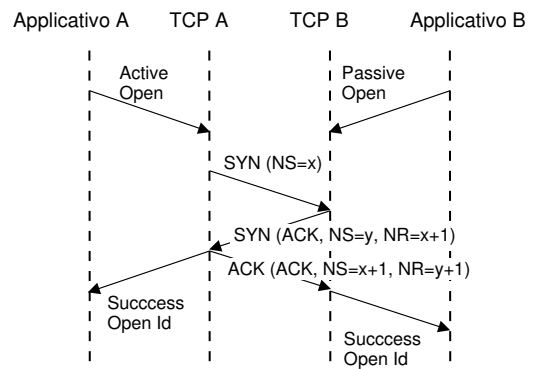 Applicativo A TCP A TCP B Applicativo B
Active
Open
Passive
Open
SYN (NS=x)
SYN (ACK, NS=y, NR=x+1)
ACK (ACK, NS=x+1, NR=y+1)
Succcess
Open Id
Succcess
Open Id